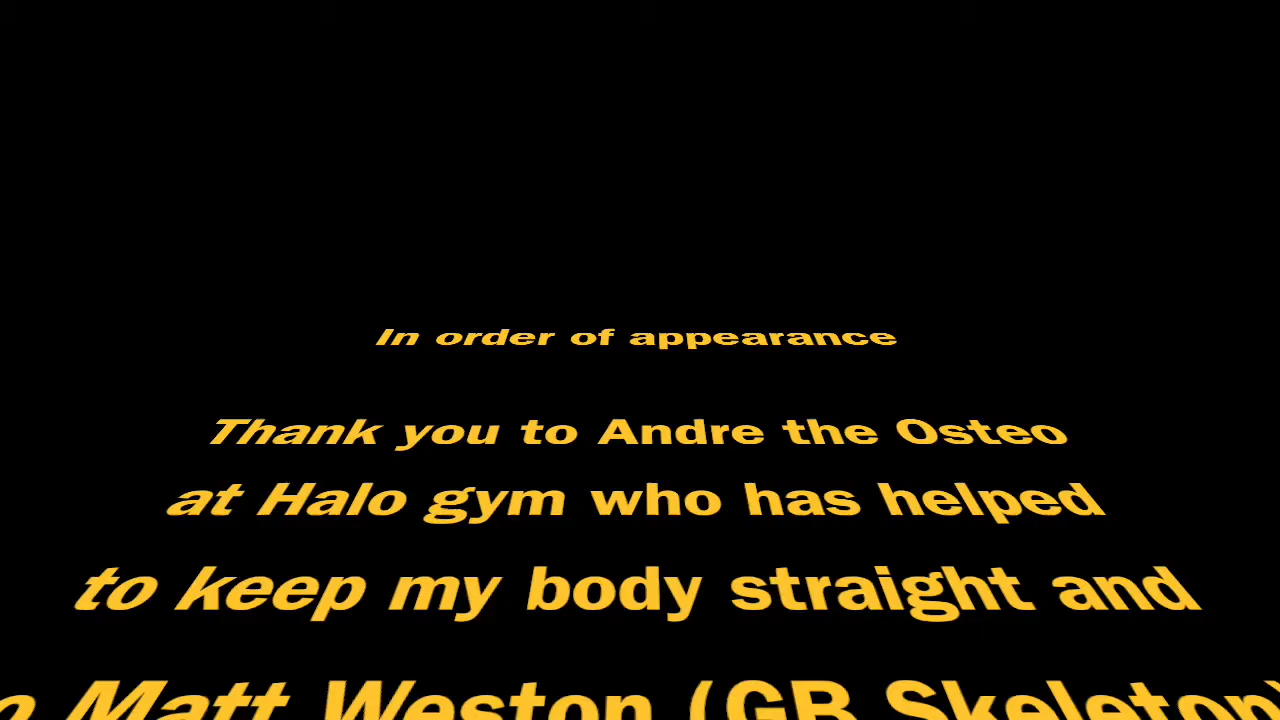 In order of appearance
Thank you to Andre the Osteo
at Halo gym who has helped
to keep my body straight and
Matt Weston (GB Skeleton)